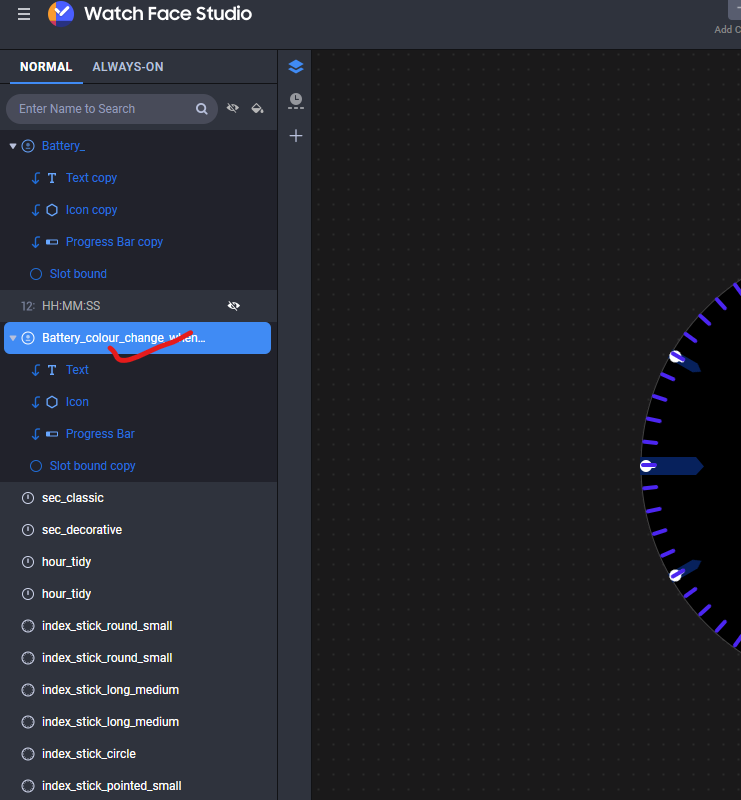 Watch Face Studio
Add C
NORMAL ALWAYS-ON
Enter Name to Search
Battery_
Text copy
Icon copy
Progress Bar copy
Slot bound
12: HH:MM:SS
Battery_colour_change_when...
Text
Icon
Progress Bar
Slot bound copy
sec_classic
sec_decorative
hour_tidy
hour_tidy
index_stick_round_small
index_stick_round_small
index_stick_long_medium
index_stick_long_medium
index_stick_circle
index_stick_pointed_small